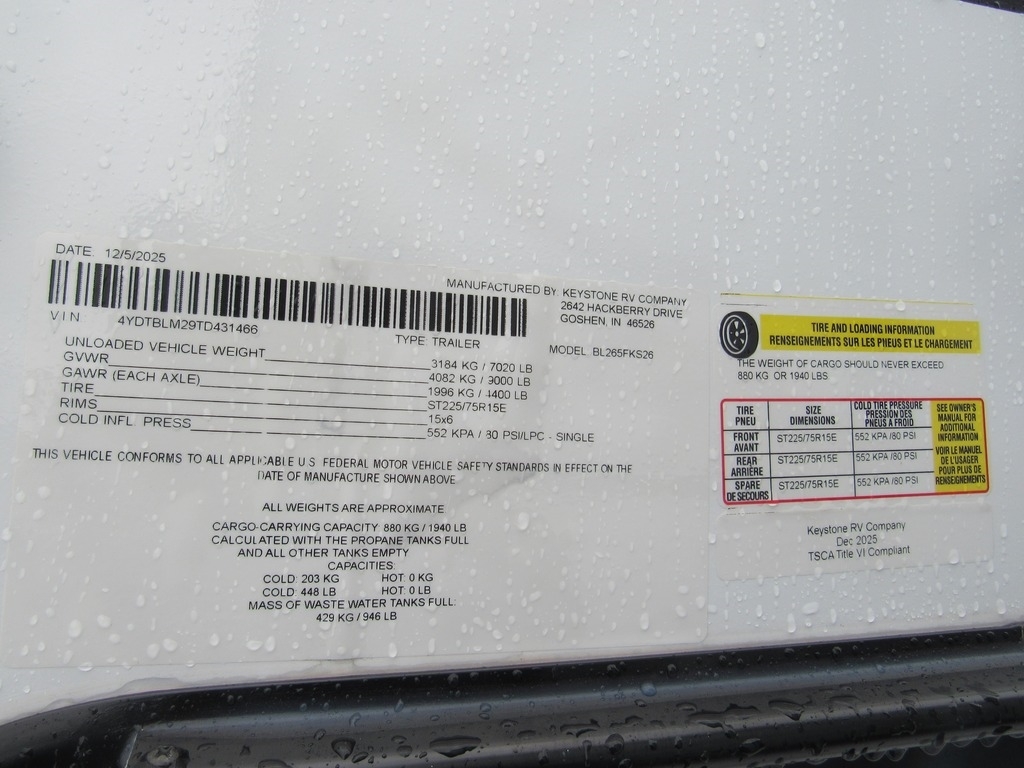 DATE. 12/5/2025
MANUFACTURED BY: KEYSTONE RV COMPANY
2642 HACKBERRY DRIVE
GOSHEN, IN 46526
VIN 4YDTBLM29TD431466
TYPE: TRAILER
MODEL: BL265FKS26
UNLOADED VEHICLE WEIGHT 3184 KG / 7020 LB
GVWR 4082 KG / 9000 LB
GAWR (EACH AXLE) 1996 KG / 4400 LB
TIRE ST225/75R15E
RIMS 15x6
COLD INFL. PRESS 552 KPA / 80 PSI/LPC - SINGLE
THIS VEHICLE CONFORMS TO ALL APPLICABLE U.S. FEDERAL MOTOR VEHICLE SAFETY STANDARDS IN EFFECT ON THE
DATE OF MANUFACTURE SHOWN ABOVE
ALL WEIGHTS ARE APPROXIMATE
CARGO-CARRYING CAPACITY: 880 KG / 1940 LB
CALCULATED WITH THE PROPANE TANKS FULL
AND ALL OTHER TANKS EMPTY
CAPACITIES:
COLD: 203 KG HOT: 0 KG
COLD: 448 LB HOT: 0 LB
MASS OF WASTE WATER TANKS FULL:
429 KG / 946 LB
TIRE AND LOADING INFORMATION
RENSEIGNEMENTS SUR LES PNEUS ET LE CHARGEMENT
THE WEIGHT OF CARGO SHOULD NEVER EXCEED
880 KG OR 1940 LBS
TIRE PNEU SIZE DIMENSIONS COLD TIRE PRESSURE PRESSION DES PNEUS A FROID
FRONT AVANT ST225/75R15E 552 KPA /80 PSI
REAR ARRIÈRE ST225/75R15E 552 KPA /80 PSI
SPARE DE SECOURS ST225/75R15E 552 KPA /80 PSI
SEE OWNER'S
MANUAL FOR
ADDITIONAL
INFORMATION
VOIR LE MANUEL
DE L'USAGER
POUR PLUS DE
RENSEIGNEMENTS
Keystone RV Company
Dec 2025
TSCA Title VI Compliant